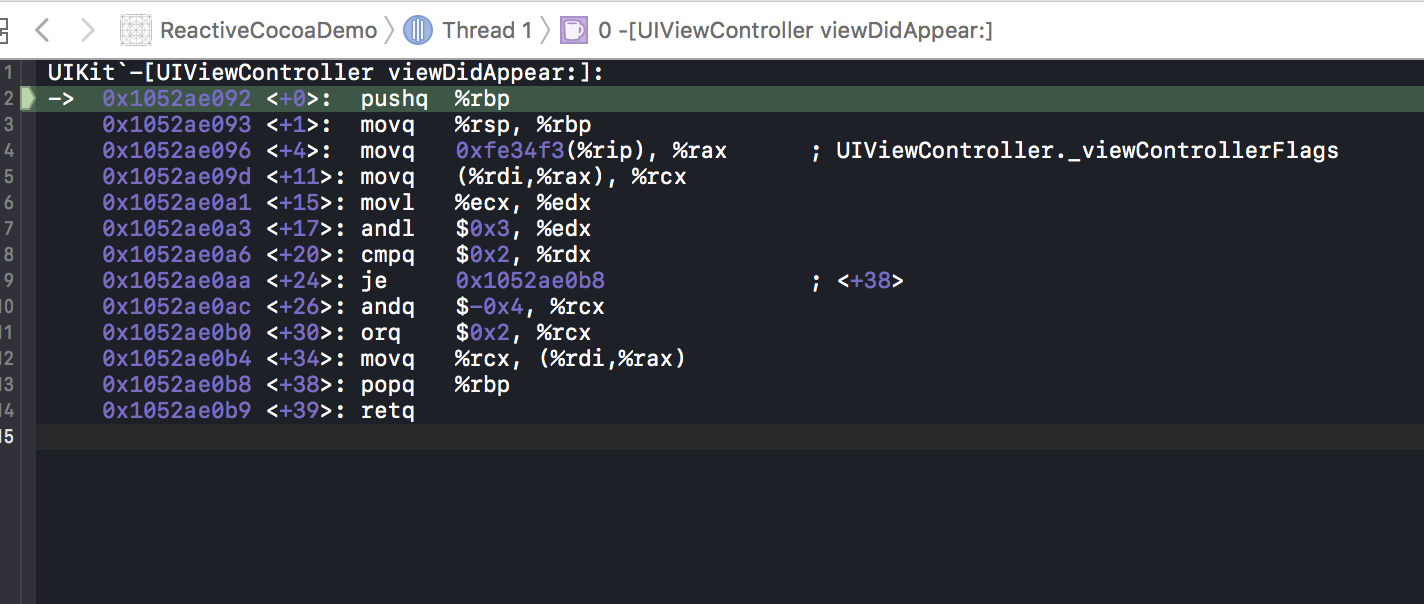 ReactiveCocoaDemo Thread 1 0 -[UIViewController viewDidAppear:]
1 UIKit`-[UIViewController viewDidAppear:]:
2 -> 0x1052ae092 <+0>: pushq %rbp
3 0x1052ae093 <+1>: movq %rsp, %rbp
4 0x1052ae096 <+4>: movq 0xfe34f3(%rip), %rax ; UIViewController._viewControllerFlags
5 0x1052ae09d <+11>: movq (%rdi,%rax), %rcx
6 0x1052ae0a1 <+15>: movl %ecx, %edx
7 0x1052ae0a3 <+17>: andl $0x3, %edx
8 0x1052ae0a6 <+20>: cmpq $0x2, %rdx
9 0x1052ae0aa <+24>: je 0x1052ae0b8 ; <+38>
10 0x1052ae0ac <+26>: andq $-0x4, %rcx
11 0x1052ae0b0 <+30>: orq $0x2, %rcx
12 0x1052ae0b4 <+34>: movq %rcx, (%rdi,%rax)
13 0x1052ae0b8 <+38>: popq %rbp
14 0x1052ae0b9 <+39>: retq
15